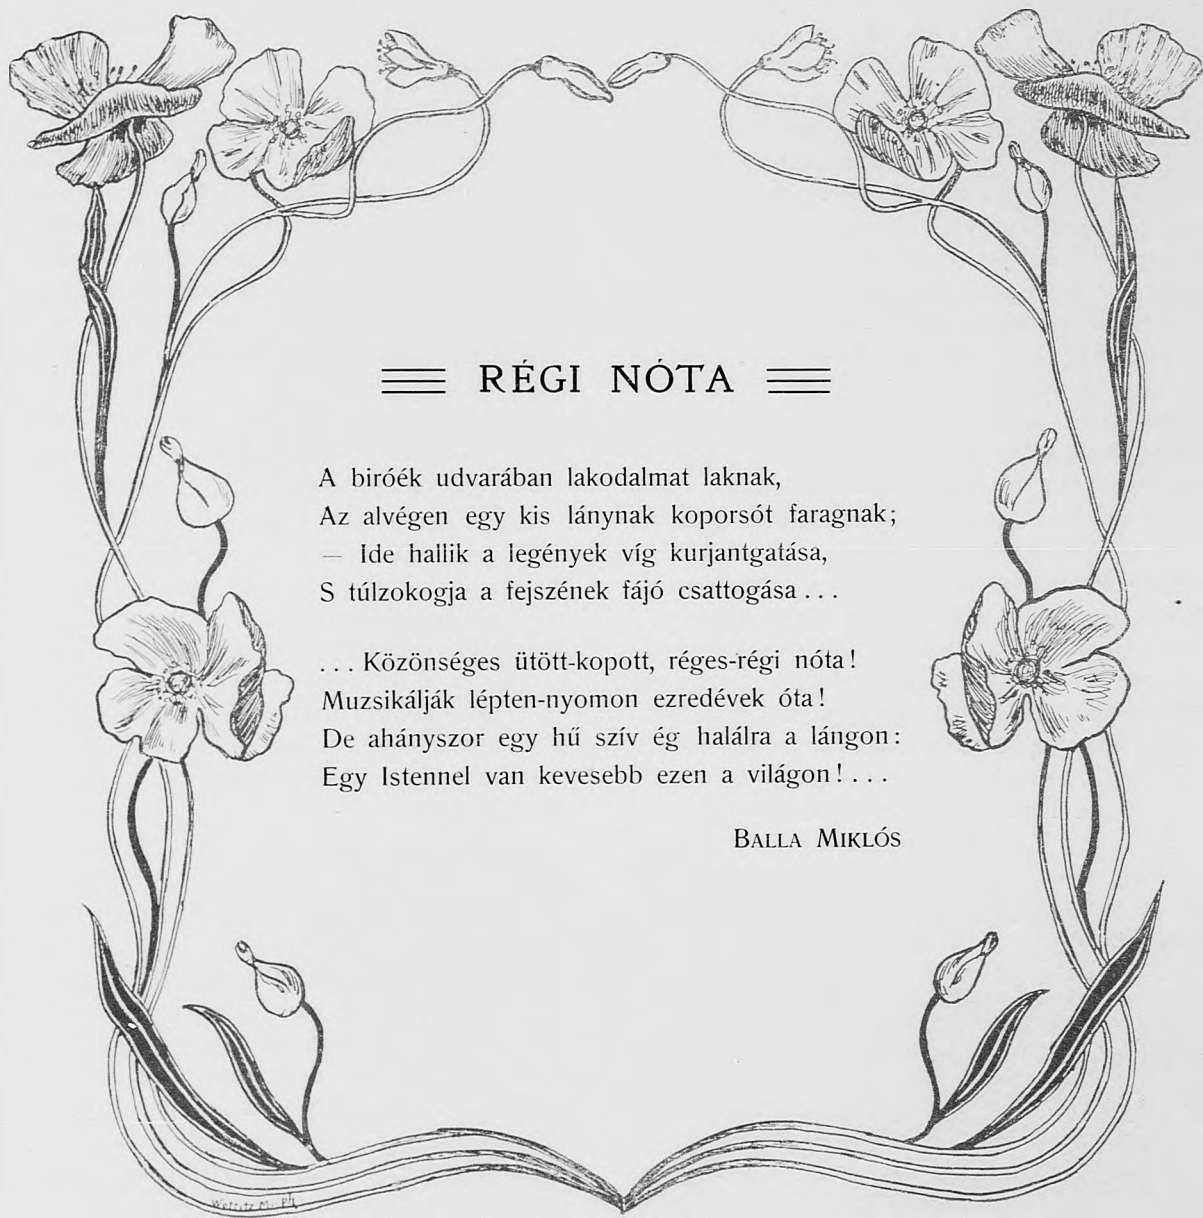 RÉGI NÓTA
A biróék udvarában lakodalmat laknak,
Az alvégen egy kis lánynak koporsót faragnak;
— Ide hallik a legények víg kurjantgatása,
S túlzokogja a fejszének fájó csattogása . . .
. . . Közönséges ütött-kopott, réges-régi nóta!
Muzsikálják lépten-nyomon ezredévek óta!
De ahányszor egy hű szív ég halálra a lángon:
Egy Istennel van kevesebb ezen a világon! . . .
BALLA MIKLÓS